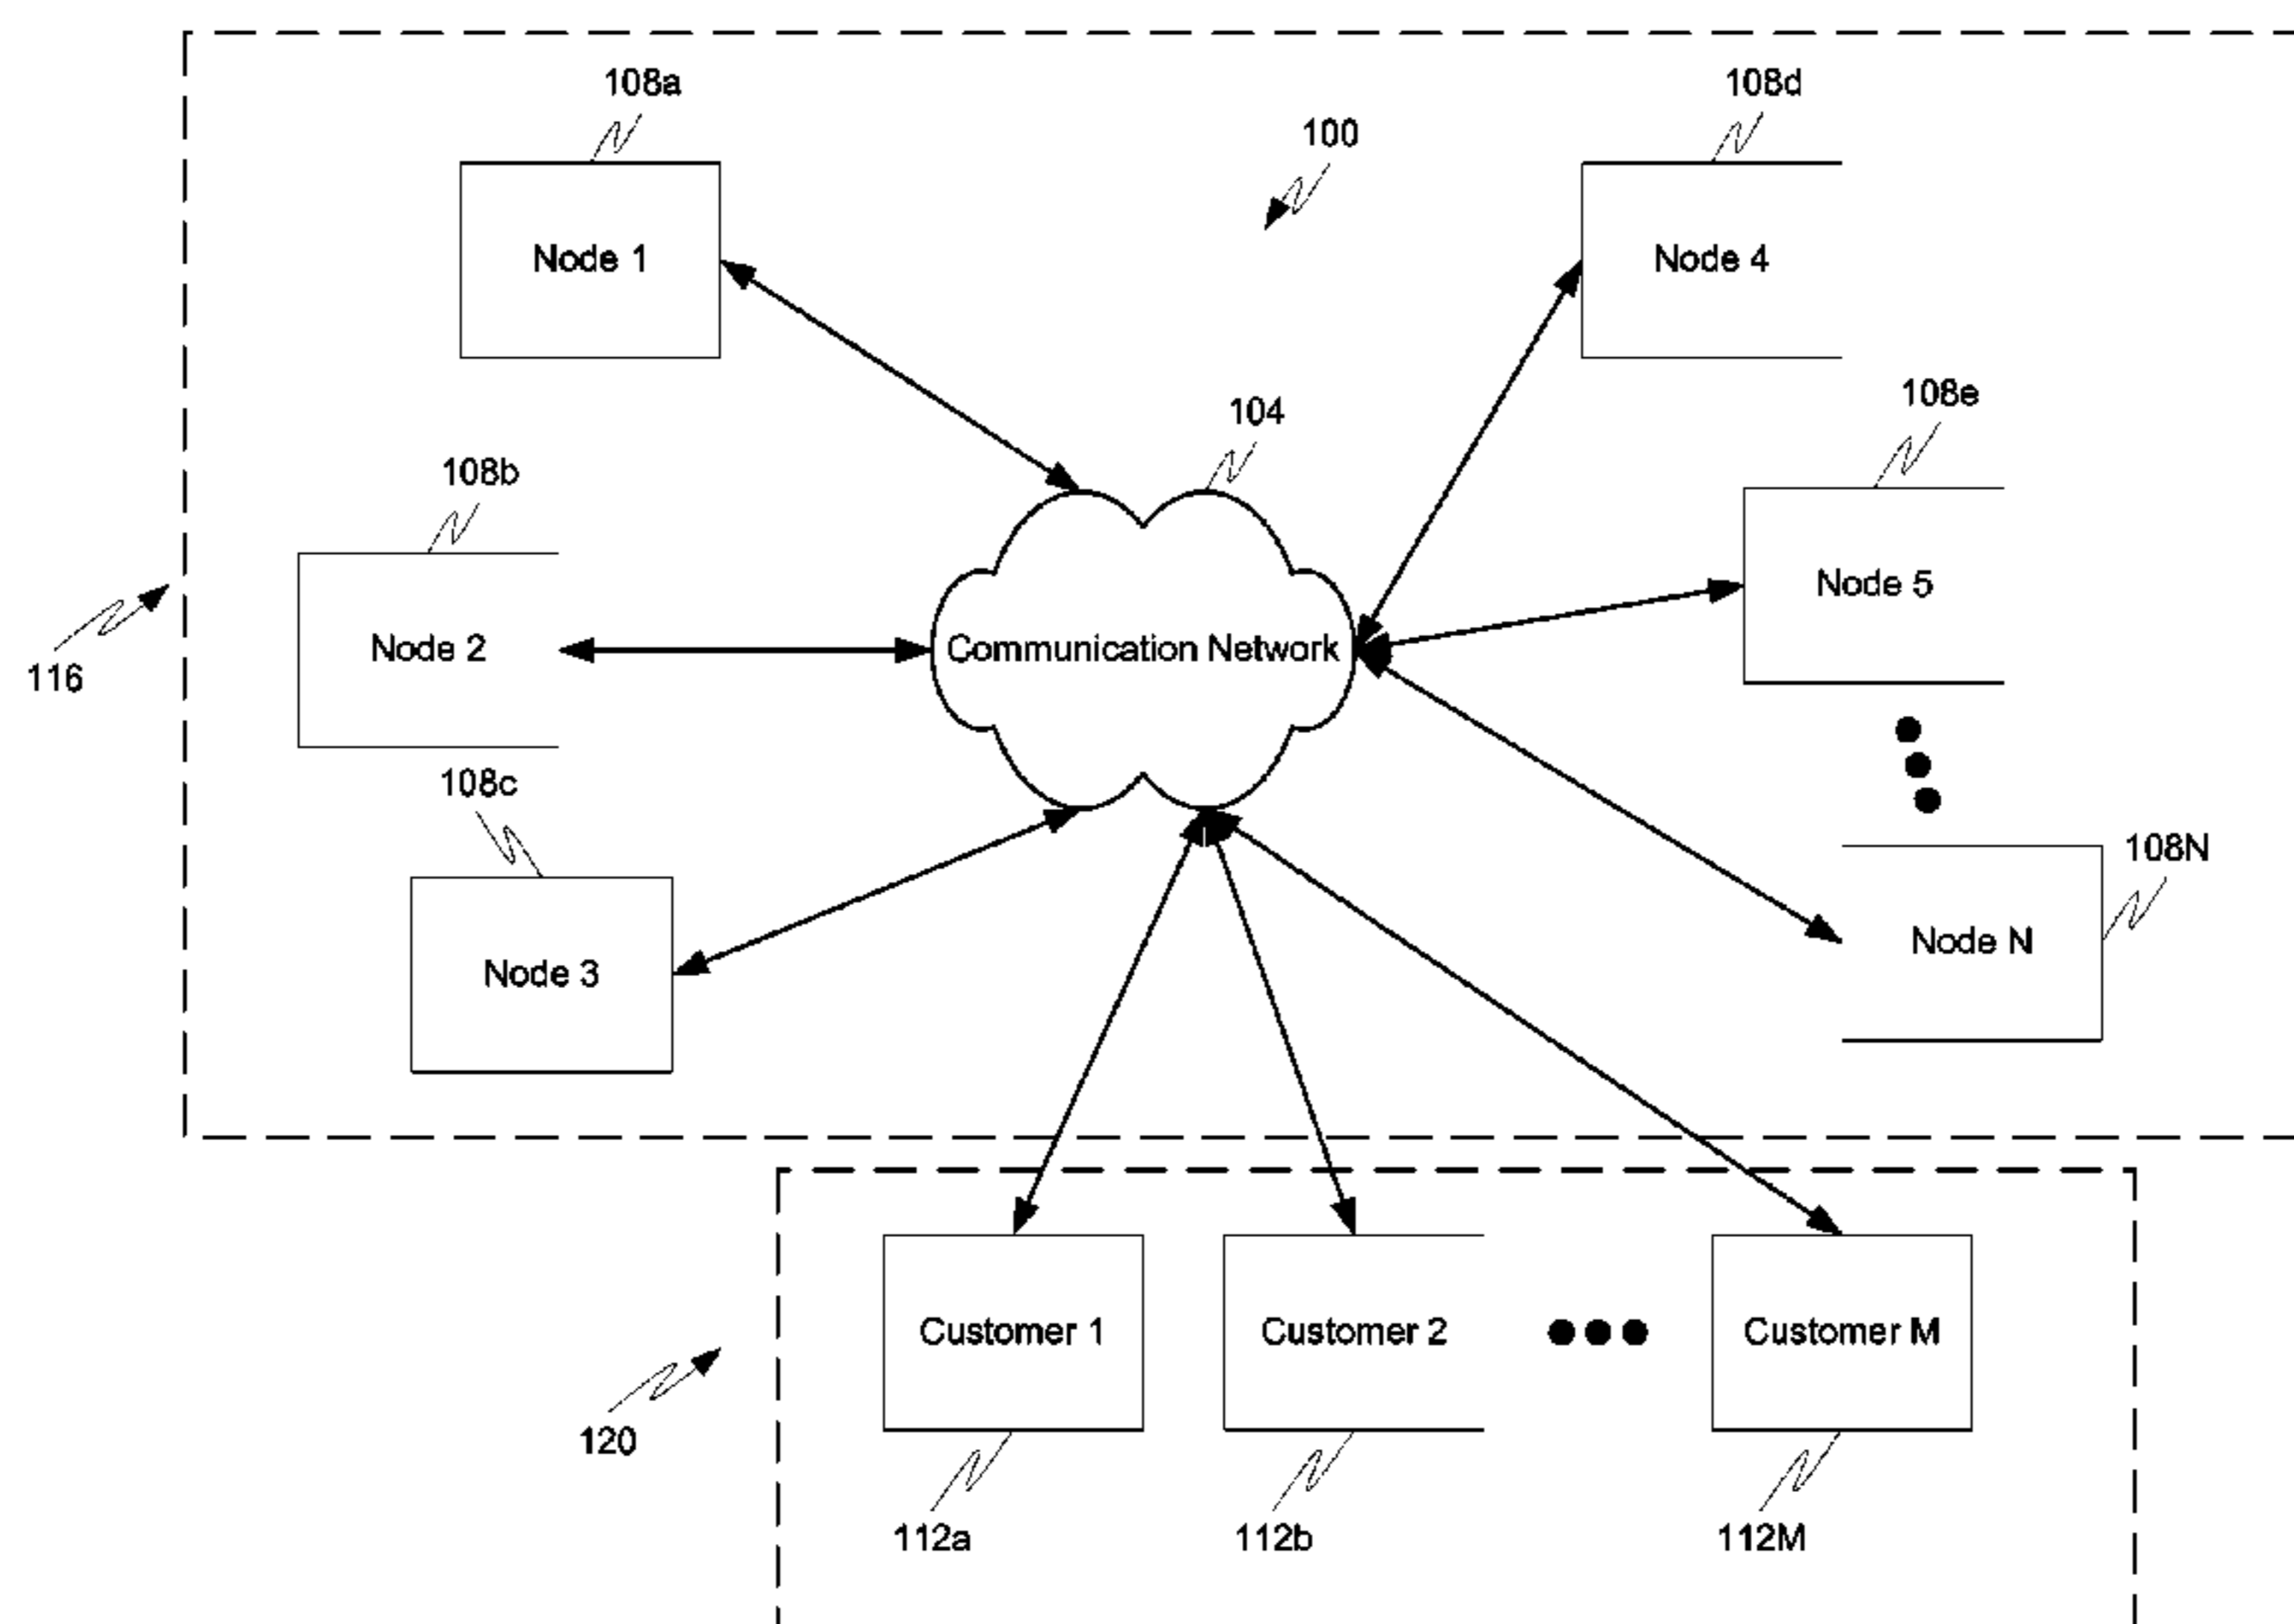 108a
108d
100
Node 1
Node 4
108e
104
108b
Node 5
Node 2
Communication Network
116
108c
108N
Node N
Node 3
Customer 1
Customer 2
Customer M
120
112a
112b
112M